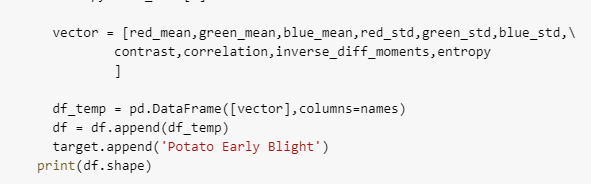 vector = [red_mean,green_mean,blue_mean,red_std,green_std,blue_std,\
contrast,correlation,inverse_diff_moments,entropy
]
df_temp = pd.DataFrame([vector],columns=names)
df = df.append(df_temp)
target.append('Potato Early Blight')
print(df.shape)